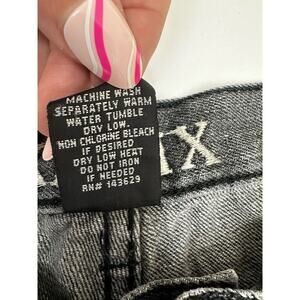 MACHINE WASH
SEPARATELY WARM
WATER TUMBLE
DRY LOW.
NON CHLORINE BLEACH
IF DESIRED
DRY LOW HEAT
DO NOT IRON
IF NEEDED
RN# 143629